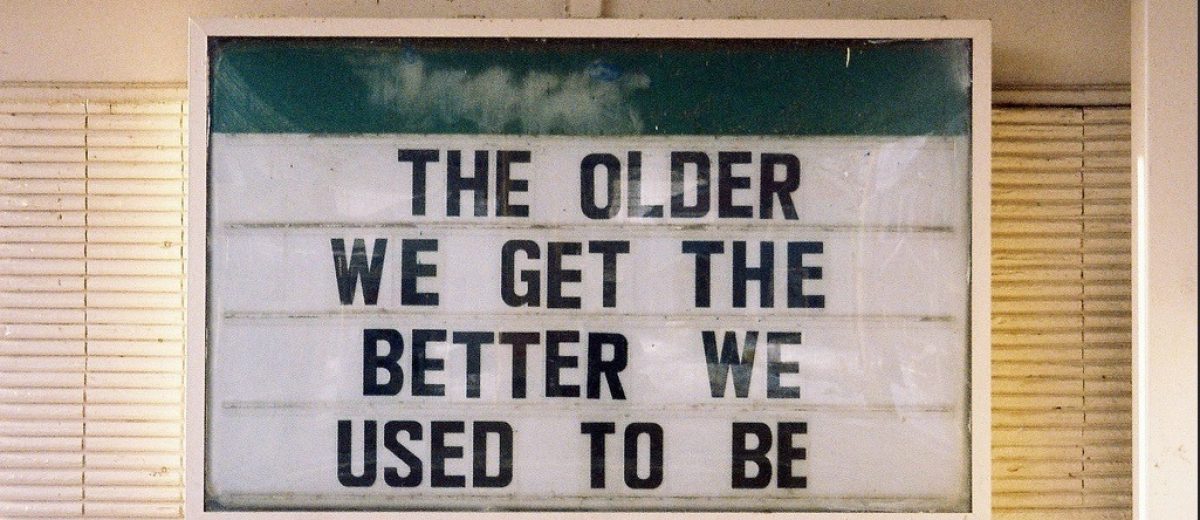 THE OLDER
WE GET THE
BETTER WE
USED TO BE